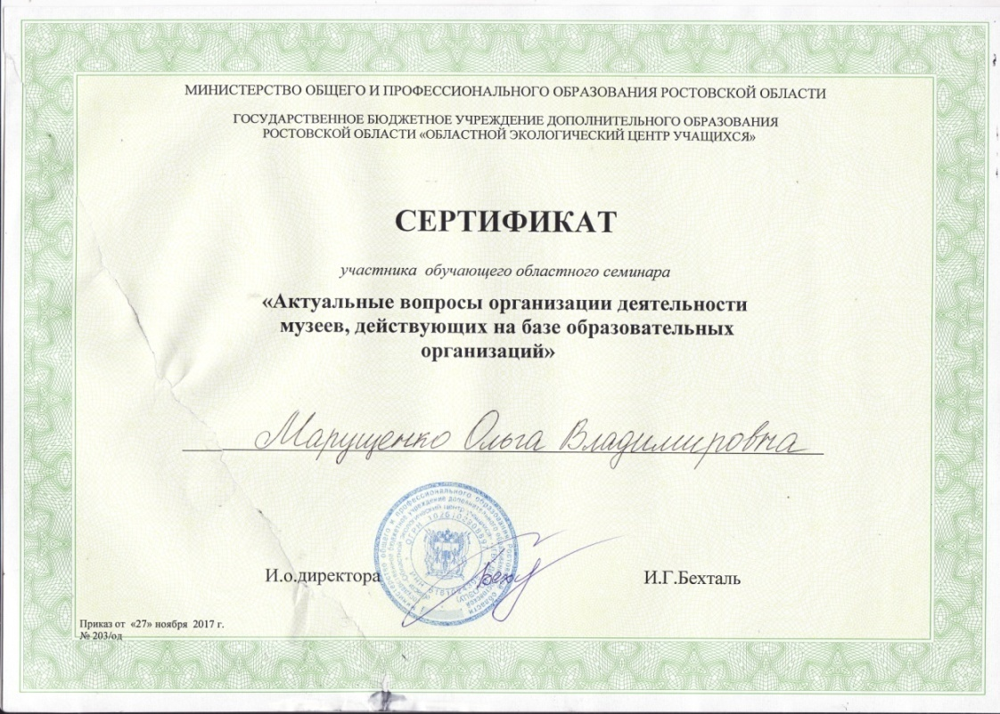 МИНИСТЕРСТВО ОБЩЕГО И ПРОФЕССИОНАЛЬНОГО ОБРАЗОВАНИЯ РОСТОВСКОЙ ОБЛАСТИ
ГОСУДАРСТВЕННОЕ БЮДЖЕТНОЕ УЧРЕЖДЕНИЕ ДОПОЛНИТЕЛЬНОГО ОБРАЗОВАНИЯ
РОСТОВСКОЙ ОБЛАСТИ «ОБЛАСТНОЙ ЭКОЛОГИЧЕСКИЙ ЦЕНТР УЧАЩИХСЯ»
СЕРТИФИКАТ
участника обучающего областного семинара
«Актуальные вопросы организации деятельности
музеев, действующих на базе образовательных
организаций»
Марущенко Ольга Владимировна
И.о.директора
И.Г.Бехталь
Приказ от «27» ноября 2017 г.
№ 203/од